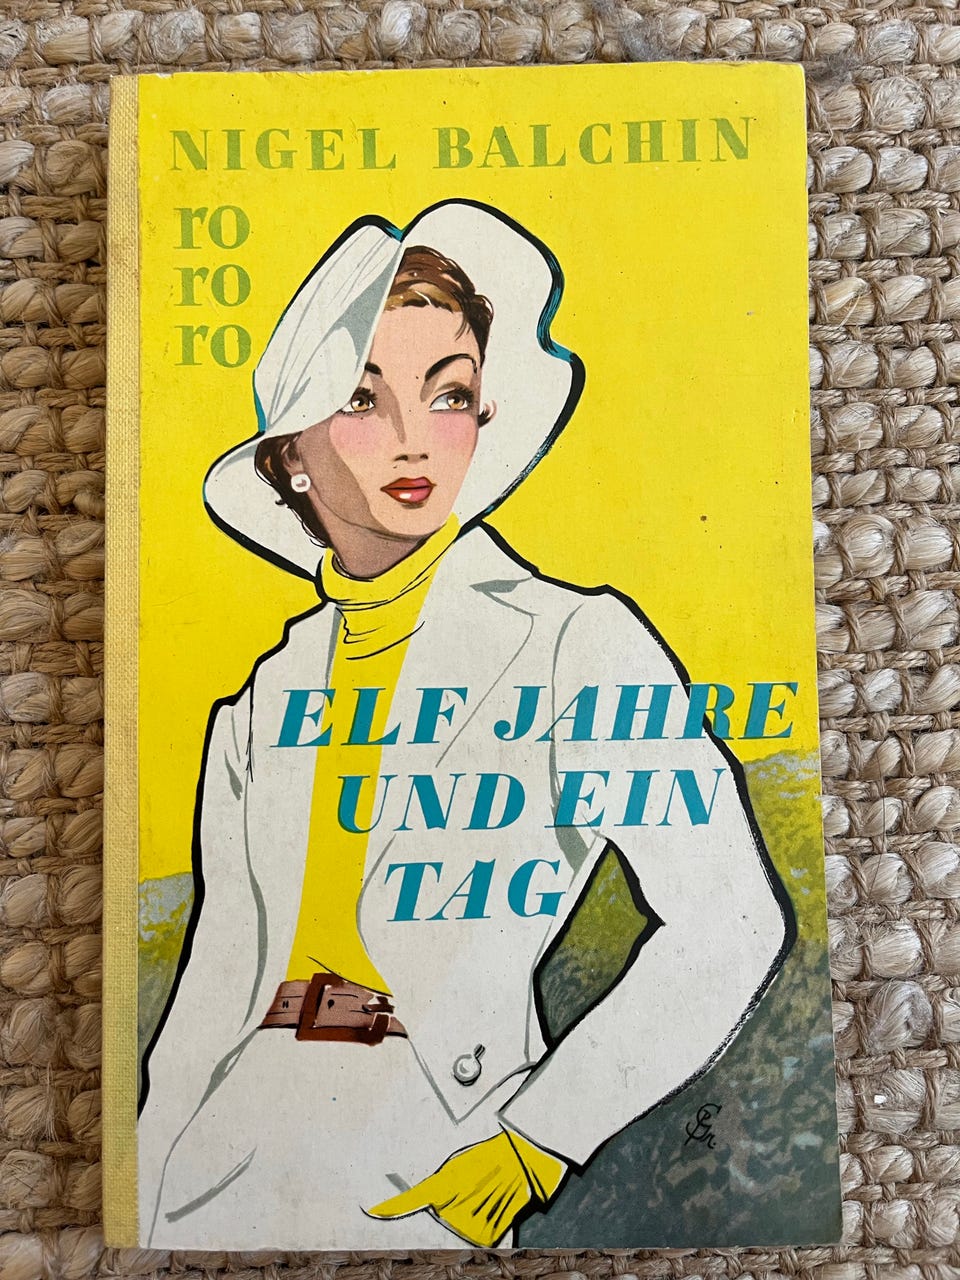 NIGEL BALCHIN
ro
ro
ro
ELF JAHRE
UND EIN
TAG